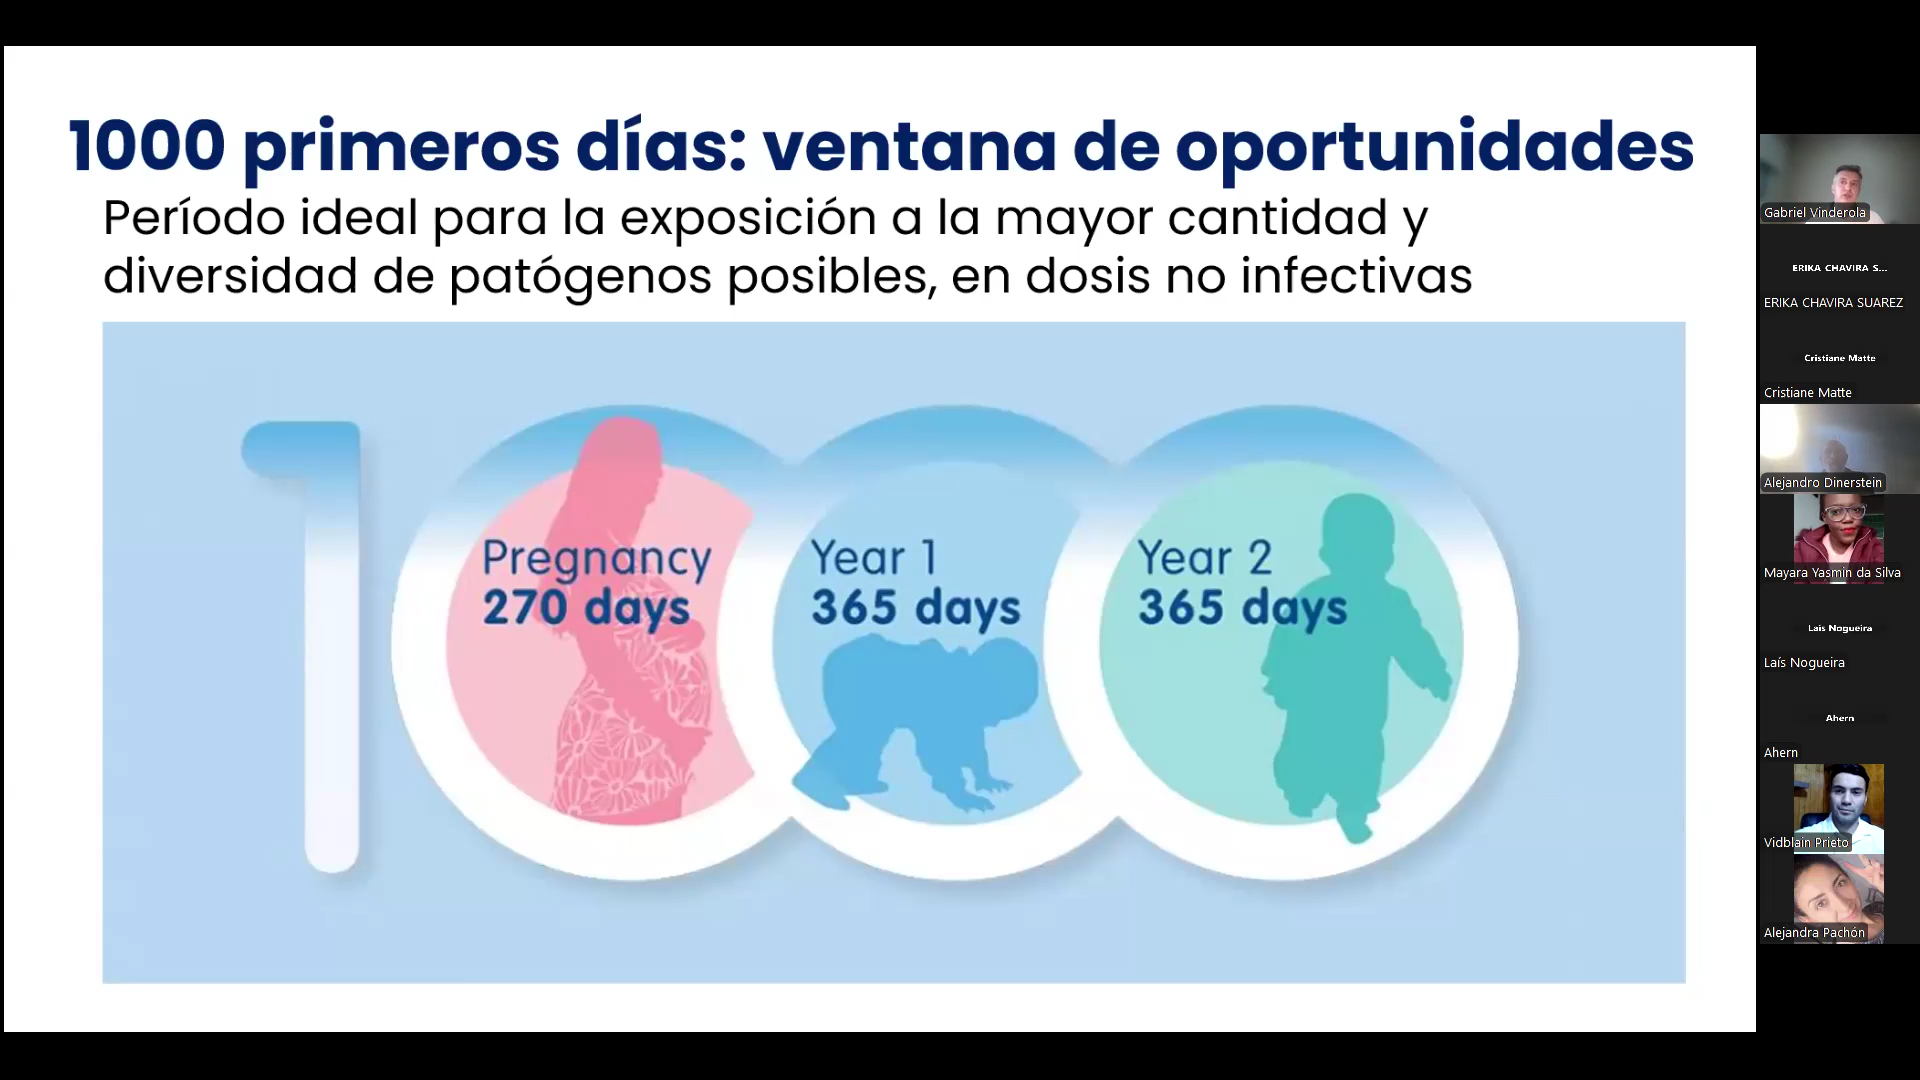 1000 primeros días: ventana de oportunidades
Período ideal para la exposición a la mayor cantidad y
diversidad de patógenos posibles, en dosis no infectivas
1000
Pregnancy
270 days
Year 1
365 days
Year 2
365 days
Gabriel Vinderola
ERIKA CHAVIRA S...
ERIKA CHAVIRA SUAREZ
Cristiane Matte
Cristiane Matte
Alejandro Dinerstein
Mayara Yasmin da Silva
Laís Nogueira
Laís Nogueira
Ahern
Ahern
Vidblain Prieto
Alejandra Pachón